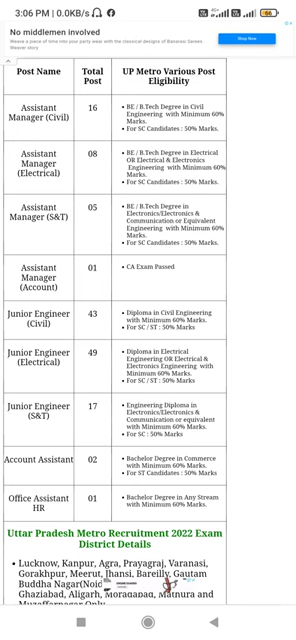 3:06 PM | 0.0KB/s
66
No middlemen involved
Weave a piece of time into your party wear with the classical designs of Banarasi Sarees.
Weaver story
Shop Now
Post Name
Total
Post
UP Metro Various Post
Eligibility
Assistant
Manager (Civil)
16
• BE / B.Tech Degree in Civil
Engineering with Minimum 60%
Marks.
• For SC Candidates : 50% Marks.
Assistant
Manager
(Electrical)
08
• BE / B.Tech Degree in Electrical
OR Electrical & Electronics
Engineering with Minimum 60%
Marks.
• For SC Candidates : 50% Marks.
Assistant
Manager (S&T)
05
• BE / B.Tech Degree in
Electronics/Electronics &
Communication or Equivalent
Engineering with Minimum 60%
Marks.
• For SC Candidates : 50% Marks.
Assistant
Manager
(Account)
01
• CA Exam Passed
Junior Engineer
(Civil)
43
• Diploma in Civil Engineering
with Minimum 60% Marks.
• For SC / ST : 50% Marks
Junior Engineer
(Electrical)
49
• Diploma in Electrical
Engineering OR Electrical &
Electronics Engineering with
Minimum 60% Marks.
• For SC / ST : 50% Marks
Junior Engineer
(S&T)
17
• Engineering Diploma in
Electronics/Electronics &
Communication or equivalent
with Minimum 60% Marks.
• For SC : 50% Marks
Account Assistant
02
• Bachelor Degree in Commerce
with Minimum 60% Marks.
• For ST Candidates : 50% Marks
Office Assistant
HR
01
• Bachelor Degree in Any Stream
with Minimum 60% Marks.
Uttar Pradesh Metro Recruitment 2022 Exam
District Details
• Lucknow, Kanpur, Agra, Prayagraj, Varanasi,
Gorakhpur, Meerut, Jhansi, Bareilly, Gautam
Buddha Nagar(Noid
Ghaziabad, Aligarh, Moradabad, Mathura and
Muzaffarnagar Only